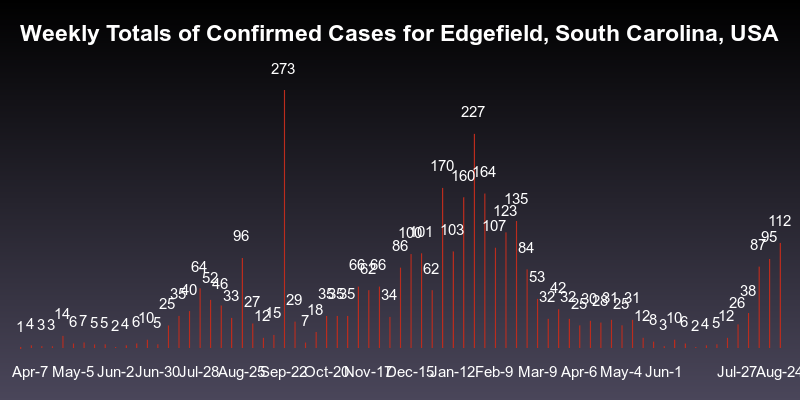 Weekly Totals of Confirmed Cases for Edgefield, South Carolina, USA
1 4 3 3 14 6 7 5 5 2 4 6 10 5 25 35 40 64 52 46 33 96 27 12 15 273 29 7 18 35 35 35 66 62 66 34 86 100 101 62 170 103 160 227 164 107 123 135 84 53 32 42 32 25 30 28 31 25 31 12 8 3 10 6 2 4 5 12 26 38 87 95 112
Apr-7 May-5 Jun-2 Jun-30 Jul-28 Aug-25 Sep-22 Oct-20 Nov-17 Dec-15 Jan-12 Feb-9 Mar-9 Apr-6 May-4 Jun-1 Jul-27 Aug-24